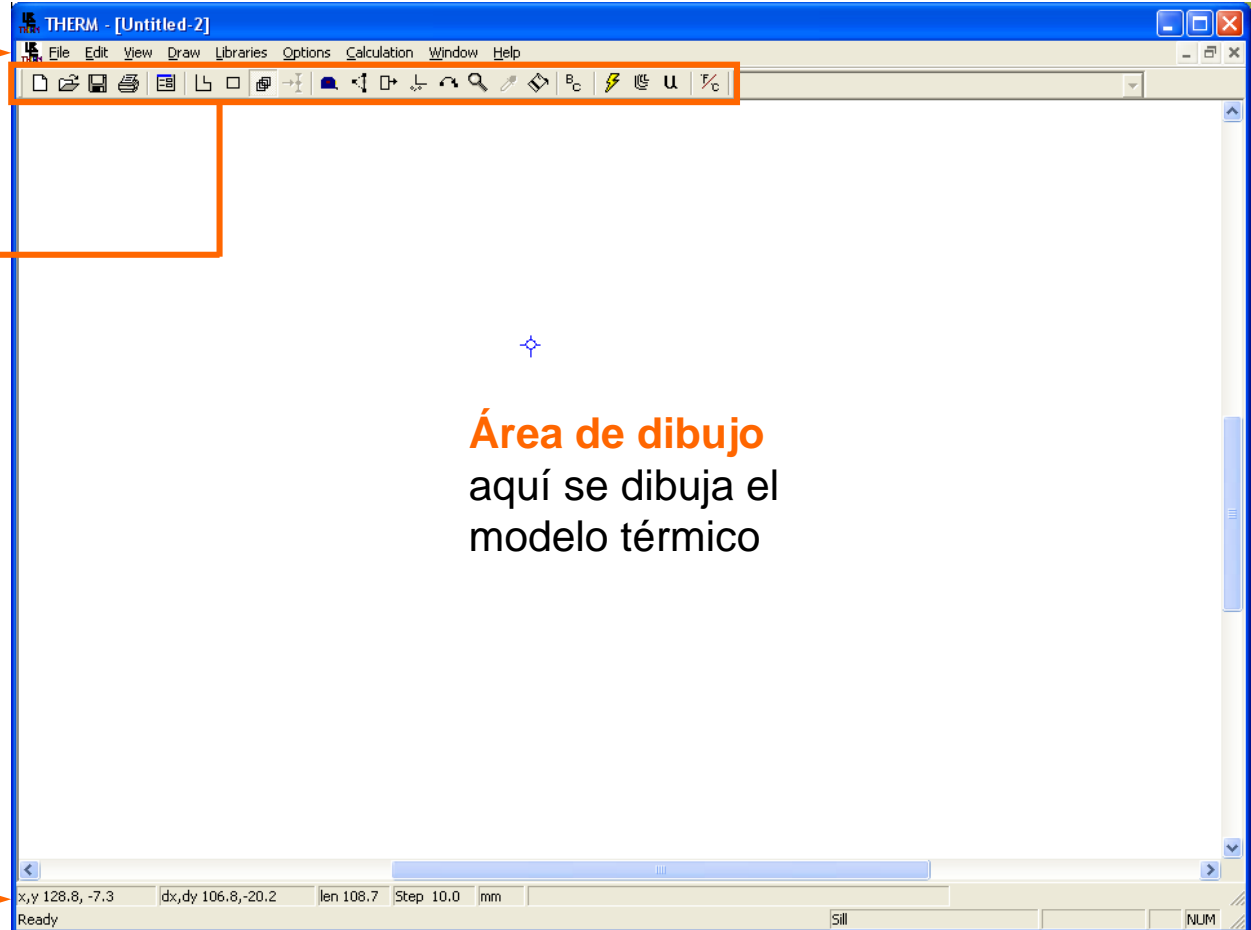 THERM - [Untitled-2]
File Edit View Draw Libraries Options Calculation Window Help
BC U F/C
Área de dibujo
aquí se dibuja el
modelo térmico
x,y 128.8, -7.3 dx,dy 106.8,-20.2 len 108.7 Step 10.0 mm
Ready Sill NUM